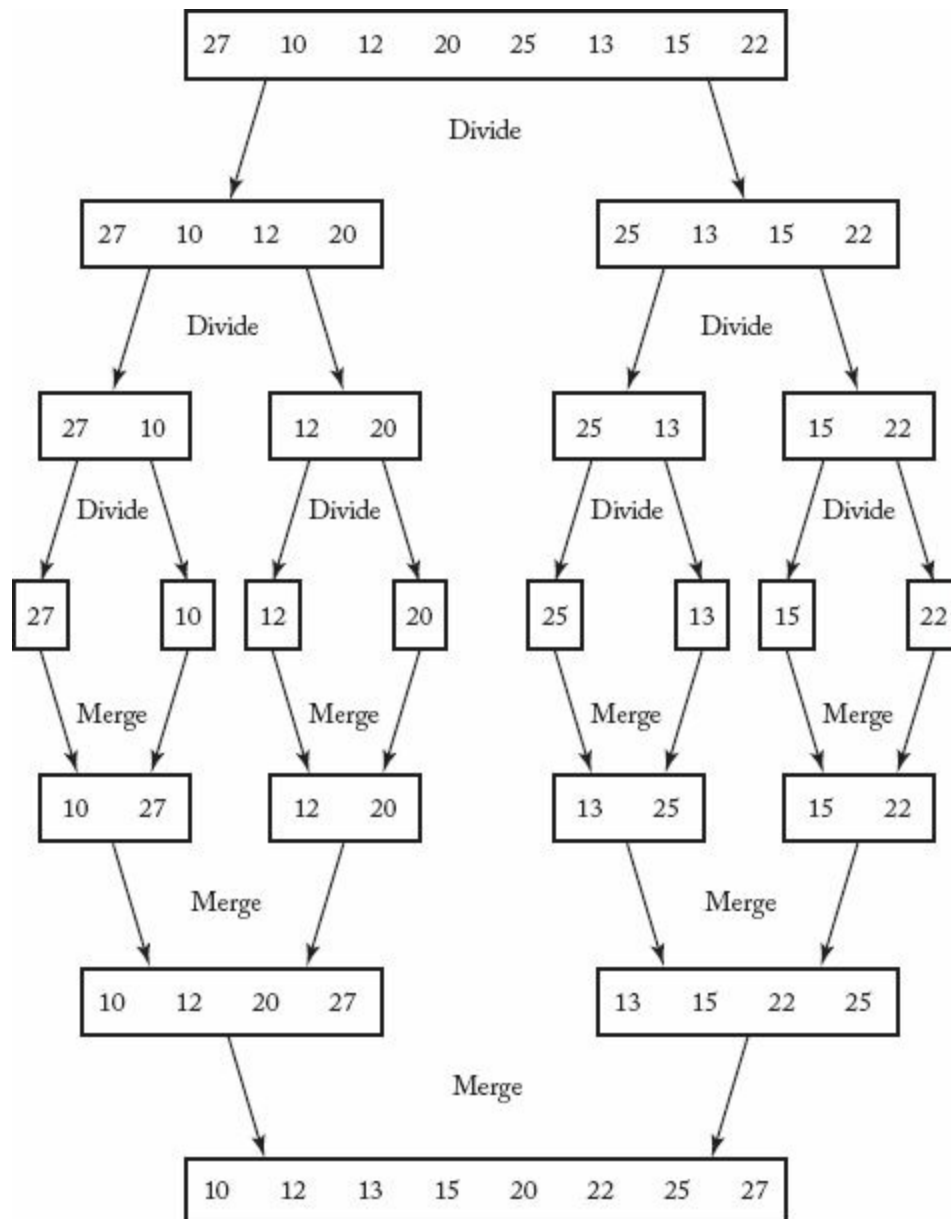 27 10 12 20 25 13 15 22
Divide
27 10 12 20 25 13 15 22
Divide Divide
27 10 12 20 25 13 15 22
Divide Divide Divide Divide
27 10 12 20 25 13 15 22
Merge Merge Merge Merge
10 27 12 20 13 25 15 22
Merge Merge
10 12 20 27 13 15 22 25
Merge
10 12 13 15 20 22 25 27